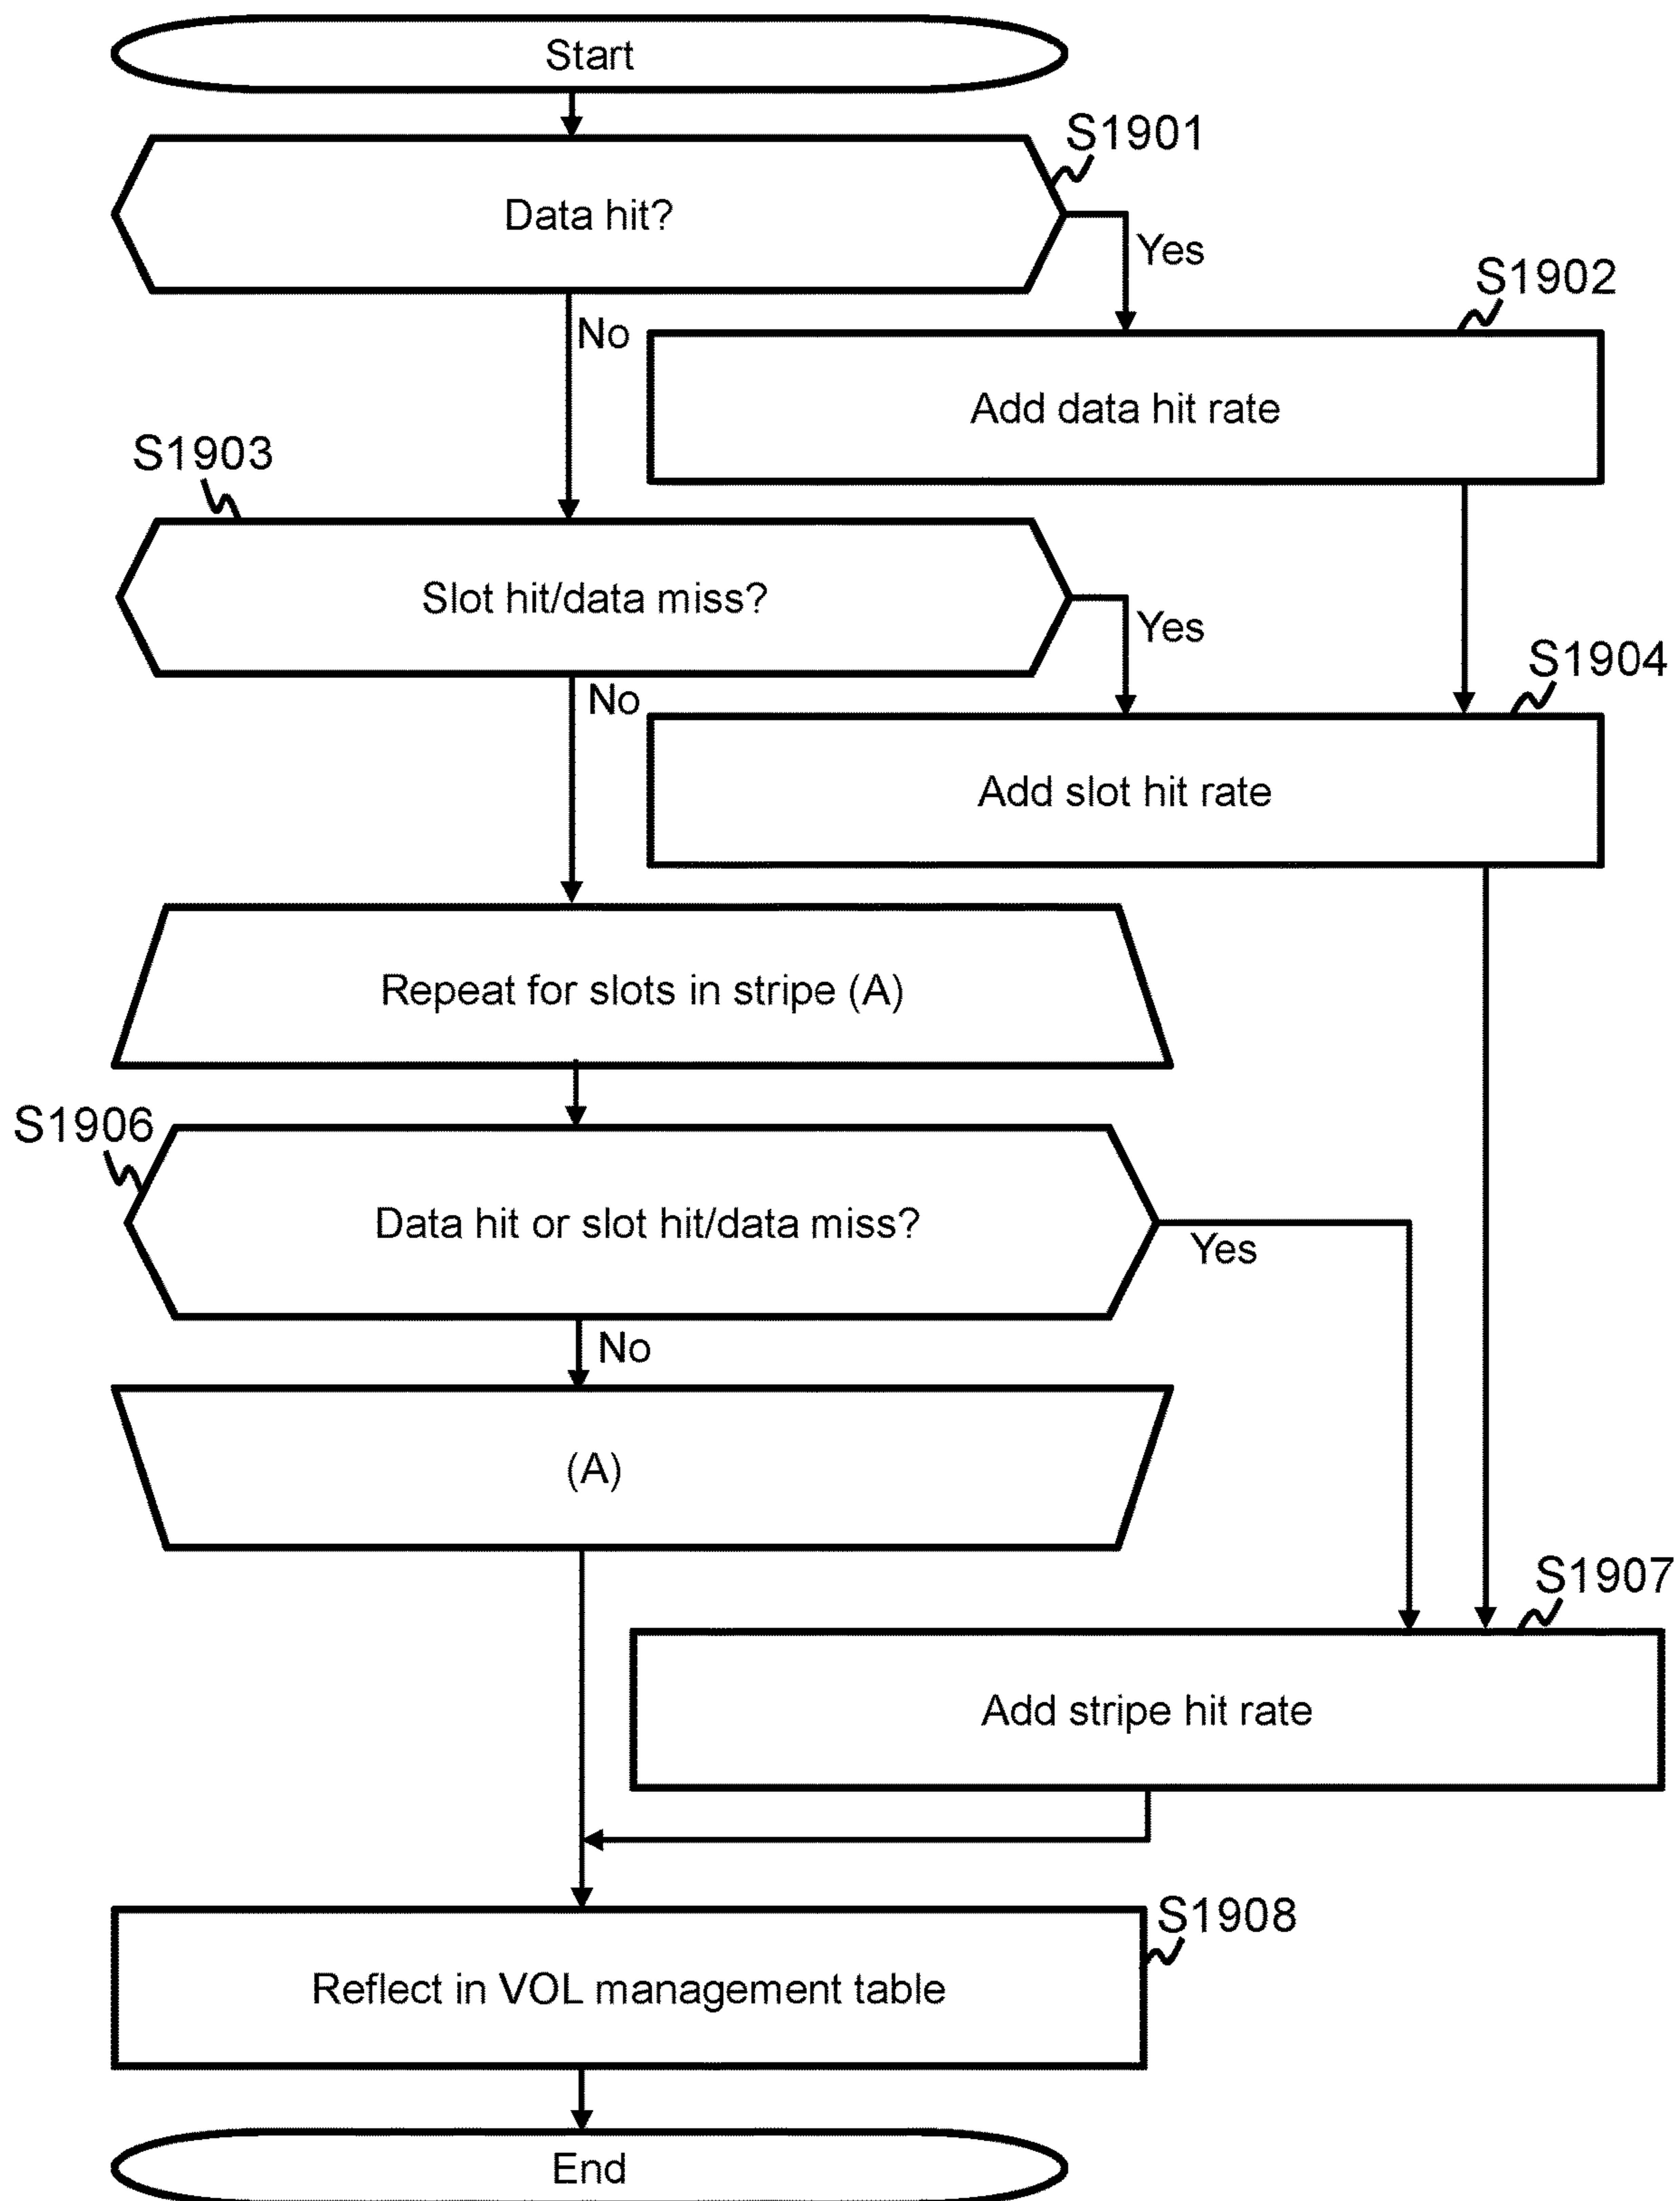 Start
S1901
Data hit?
Yes
S1902
No
Add data hit rate
S1903
Slot hit/data miss?
Yes
S1904
No
Add slot hit rate
Repeat for slots in stripe (A)
S1906
Data hit or slot hit/data miss?
Yes
No
(A)
S1907
Add stripe hit rate
S1908
Reflect in VOL management table
End